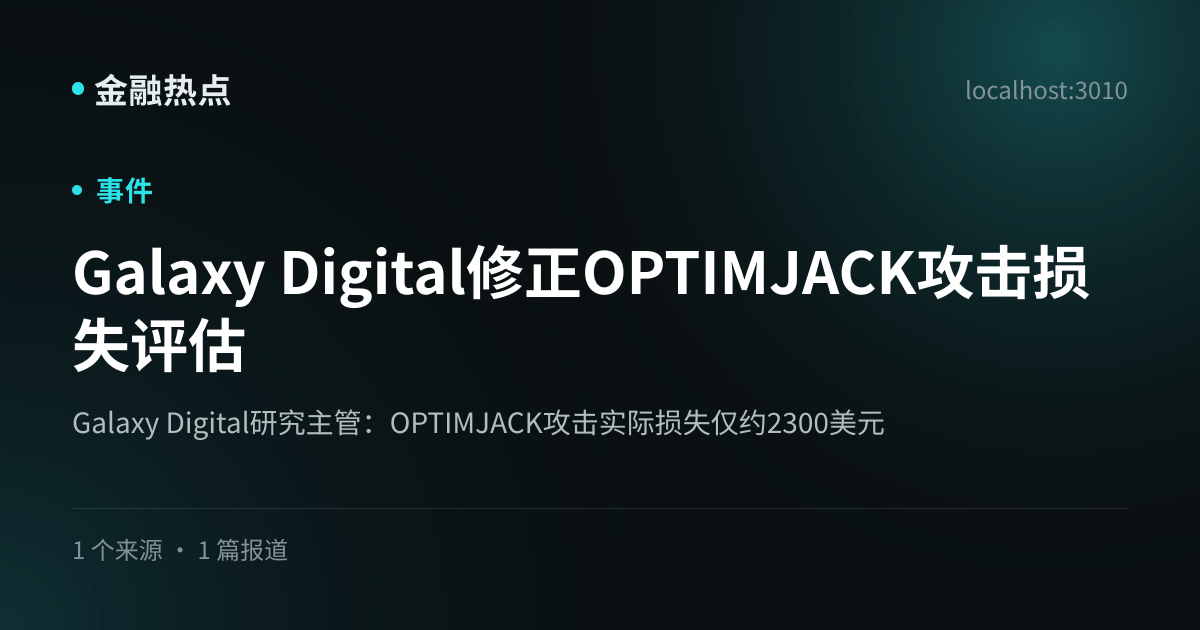 金融热点
localhost:3010
事件
Galaxy Digital修正OPTIMJACK攻击损
失评估
Galaxy Digital研究主管：OPTIMJACK攻击实际损失仅约2300美元
1 个来源 · 1 篇报道